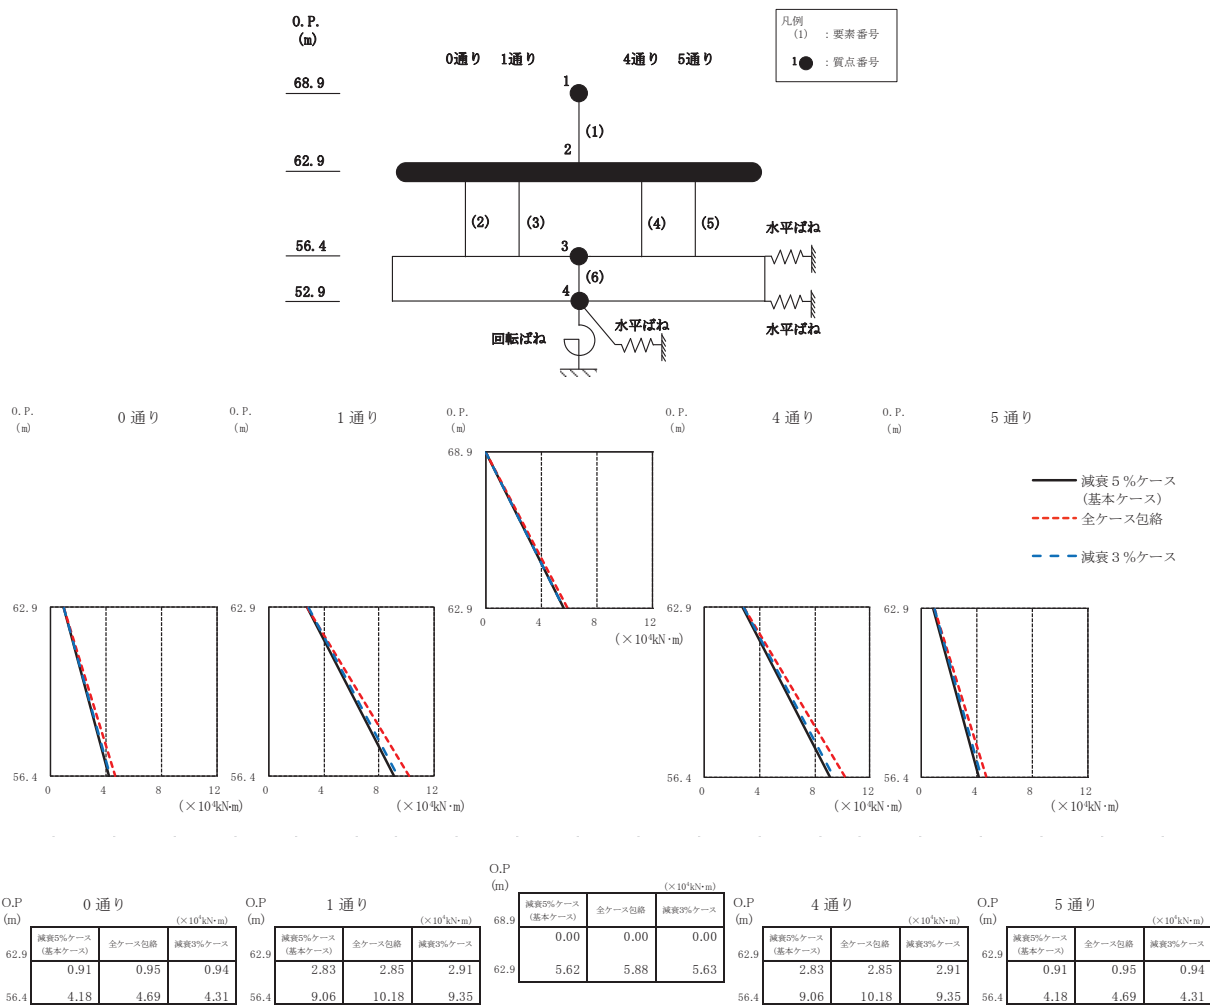 O.P.
(m)
0通り 1通り 4通り 5通り
凡例
(1) : 要素番号
1 : 質点番号
68.9
1
(1)
2
62.9
(2) (3) (4) (5)
水平ばね
56.4
3
(6)
52.9
4
水平ばね
水平ばね
回転ばね
O.P.
(m)
0 通り
O.P.
(m)
1 通り
O.P.
(m)
O.P.
(m)
4 通り
O.P.
(m)
5 通り
68.9
62.9
0 4 8 12
(×10⁴kN·m)
減衰5%ケース
(基本ケース)
全ケース包絡
減衰3%ケース
62.9
56.4
0 4 8 12
(×10⁴kN·m)
62.9
56.4
0 4 8 12
(×10⁴kN·m)
62.9
56.4
0 4 8 12
(×10⁴kN·m)
62.9
56.4
0 4 8 12
(×10⁴kN·m)
O.P
(m)
0 通り
(×10⁴kN·m)
62.9
56.4
減衰5%ケース
(基本ケース)
全ケース包絡 減衰3%ケース
0.91 0.95 0.94
4.18 4.69 4.31
O.P
(m)
1 通り
(×10⁴kN·m)
62.9
56.4
減衰5%ケース
(基本ケース)
全ケース包絡 減衰3%ケース
2.83 2.85 2.91
9.06 10.18 9.35
O.P
(m)
(×10⁴kN·m)
68.9
62.9
減衰5%ケース
(基本ケース)
全ケース包絡 減衰3%ケース
0.00 0.00 0.00
5.62 5.88 5.63
O.P
(m)
4 通り
(×10⁴kN·m)
62.9
56.4
減衰5%ケース
(基本ケース)
全ケース包絡 減衰3%ケース
2.83 2.85 2.91
9.06 10.18 9.35
O.P
(m)
5 通り
(×10⁴kN·m)
62.9
56.4
減衰5%ケース
(基本ケース)
全ケース包絡 減衰3%ケース
0.91 0.95 0.94
4.18 4.69 4.31